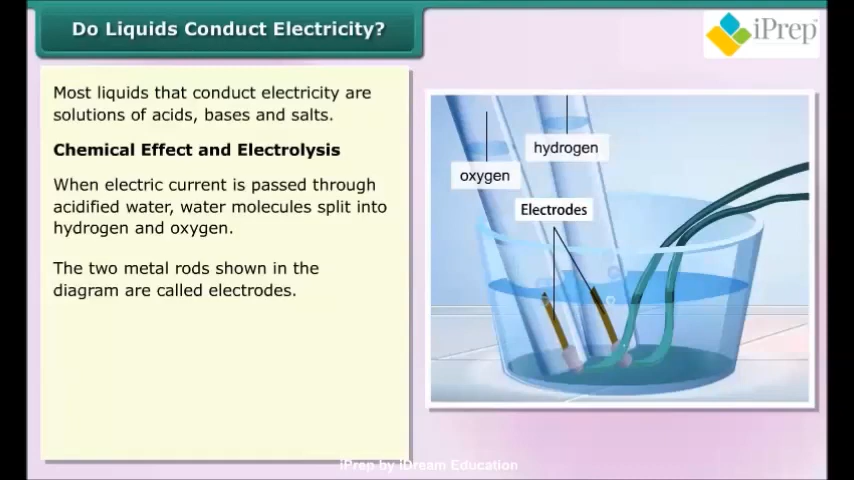 Do Liquids Conduct Electricity?
iPrep
Most liquids that conduct electricity are
solutions of acids, bases and salts.
Chemical Effect and Electrolysis
When electric current is passed through
acidified water, water molecules split into
hydrogen and oxygen.
The two metal rods shown in the
diagram are called electrodes.
hydrogen
oxygen
Electrodes
iPrep by iDream Education